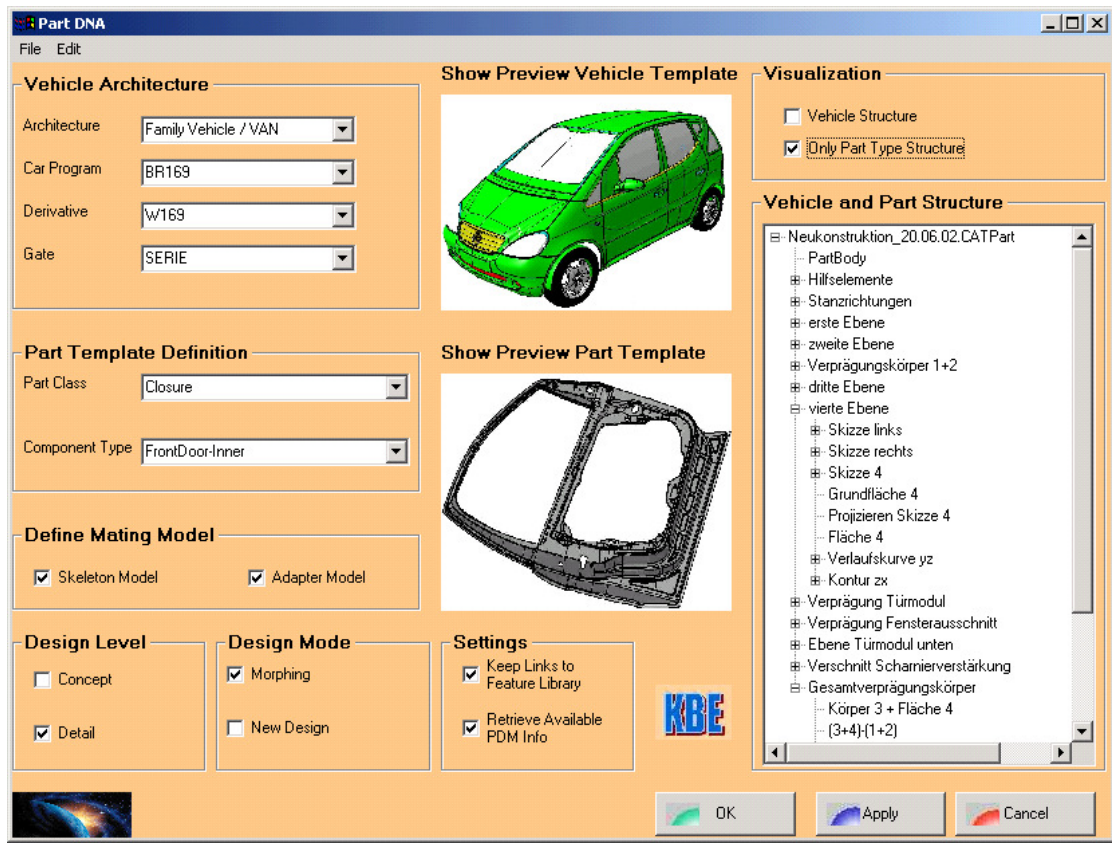 Part DNA
File Edit
Vehicle Architecture
Architecture
Family Vehicle / VAN
Car Program
BR169
Derivative
W169
Gate
SERIE
Part Template Definition
Part Class
Closure
Component Type
FrontDoor-Inner
Define Mating Model
Skeleton Model
Adapter Model
Design Level
Concept
Detail
Design Mode
Morphing
New Design
Show Preview Vehicle Template
Show Preview Part Template
Settings
Keep Links to
Feature Library
Retrieve Available
PDM Info
KBE
Visualization
Vehicle Structure
Only Part Type Structure
Vehicle and Part Structure
Neukonstruktion_20.06.02.CATPart
PartBody
Hilfselemente
Stanzrichtungen
erste Ebene
zweite Ebene
Verprägungskörper 1+2
dritte Ebene
vierte Ebene
Skizze links
Skizze rechts
Skizze 4
Grundfläche 4
Projizieren Skizze 4
Fläche 4
Verlaufskurve yz
Kontur zx
Verprägung Türmodul
Verprägung Fensterausschnitt
Ebene Türmodul unten
Verschnitt Scharnierverstärkung
Gesamtverprägungskörper
Körper 3 + Fläche 4
(3+4)-(1+2)
OK
Apply
Cancel